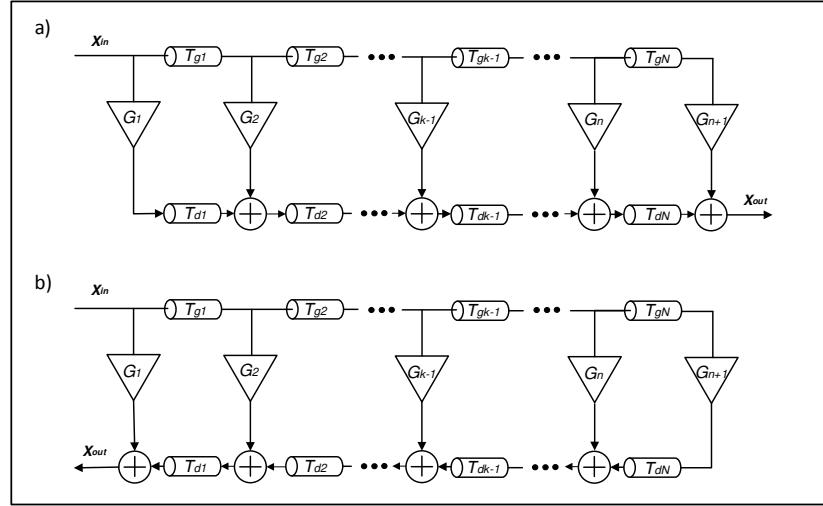 a)
Xin Tg1 Tg2 ••• Tgk-1 ••• TgN
G1 G2 Gk-1 Gn Gn+1
Td1 + Td2 ••• + Tdk-1 ••• + TdN + Xout
b)
Xin Tg1 Tg2 ••• Tgk-1 ••• TgN
G1 G2 Gk-1 Gn Gn+1
Xout + Td1 + Td2 ••• + Tdk-1 ••• + TdN